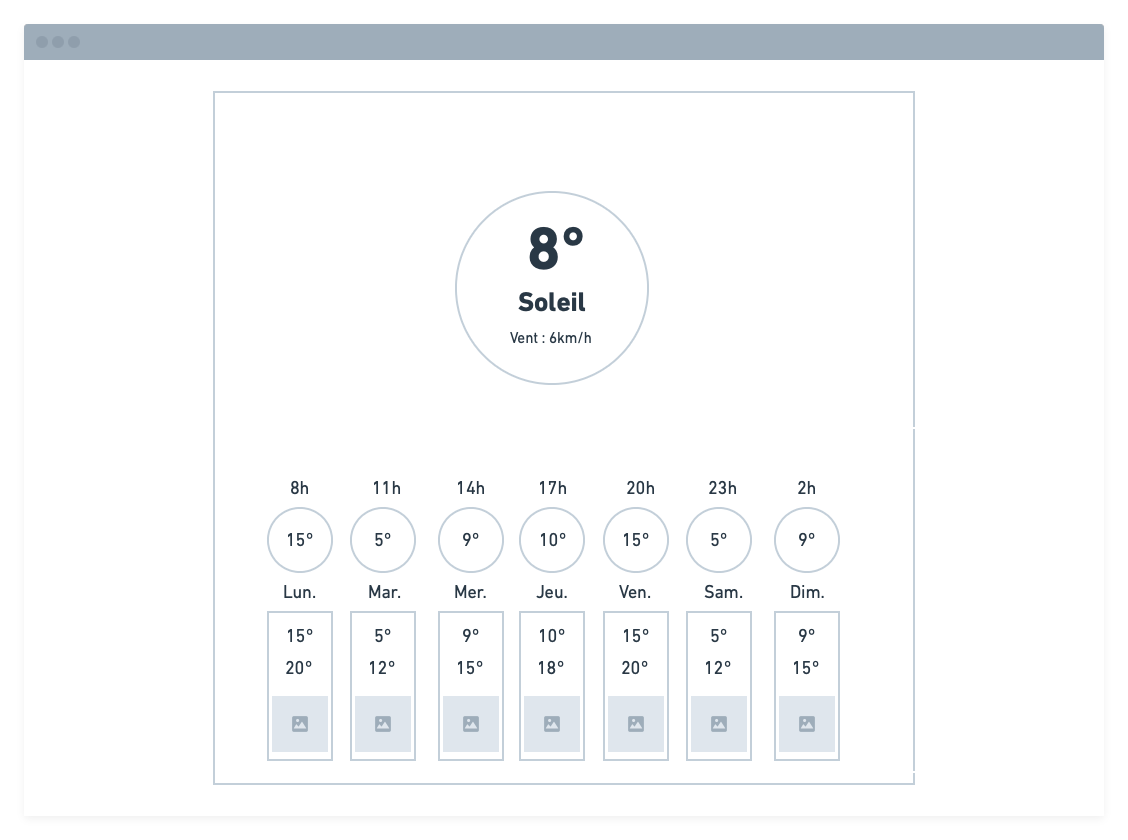 8°
Soleil
Vent : 6km/h
8h 11h 14h 17h 20h 23h 2h
15° 5° 9° 10° 15° 5° 9°
Lun. Mar. Mer. Jeu. Ven. Sam. Dim.
15° 5° 9° 10° 15° 5° 9°
20° 12° 15° 18° 20° 12° 15°